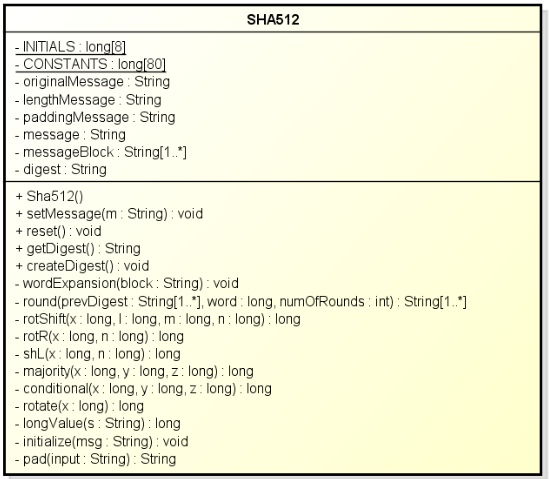 SHA512
- INITIALS : long[8]
- CONSTANTS : long[80]
- originalMessage : String
- lengthMessage : String
- paddingMessage : String
- message : String
- messageBlock : String[1..*]
- digest : String
+ Sha512()
+ setMessage(m : String) : void
+ reset() : void
+ getDigest() : String
+ createDigest() : void
- wordExpansion(block : String) : void
- round(prevDigest : String[1..*], word : long, numOfRounds : int) : String[1..*]
- rotShift(x : long, l : long, m : long, n : long) : long
- rotR(x : long, n : long) : long
- shL(x : long, n : long) : long
- majority(x : long, y : long, z : long) : long
- conditional(x : long, y : long, z : long) : long
- rotate(x : long) : long
- longValue(s : String) : long
- initialize(msg : String) : void
- pad(input : String) : String